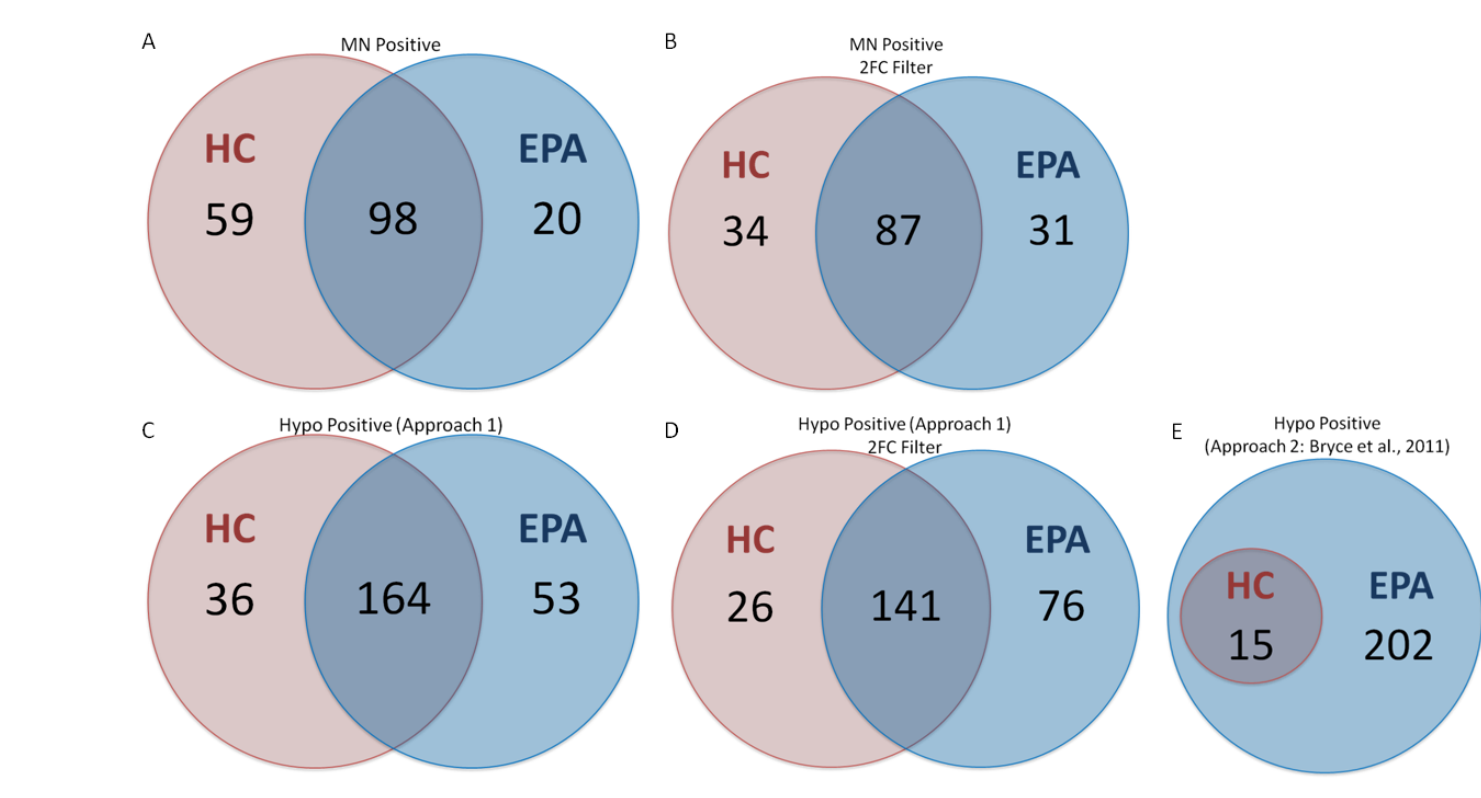 A
MN Positive
HC
EPA
59
98
20
B
MN Positive
2FC Filter
HC
EPA
34
87
31
C
Hypo Positive (Approach 1)
HC
EPA
36
164
53
D
Hypo Positive (Approach 1)
2FC Filter
HC
EPA
26
141
76
E
Hypo Positive
(Approach 2: Bryce et al., 2011)
HC
EPA
15
202